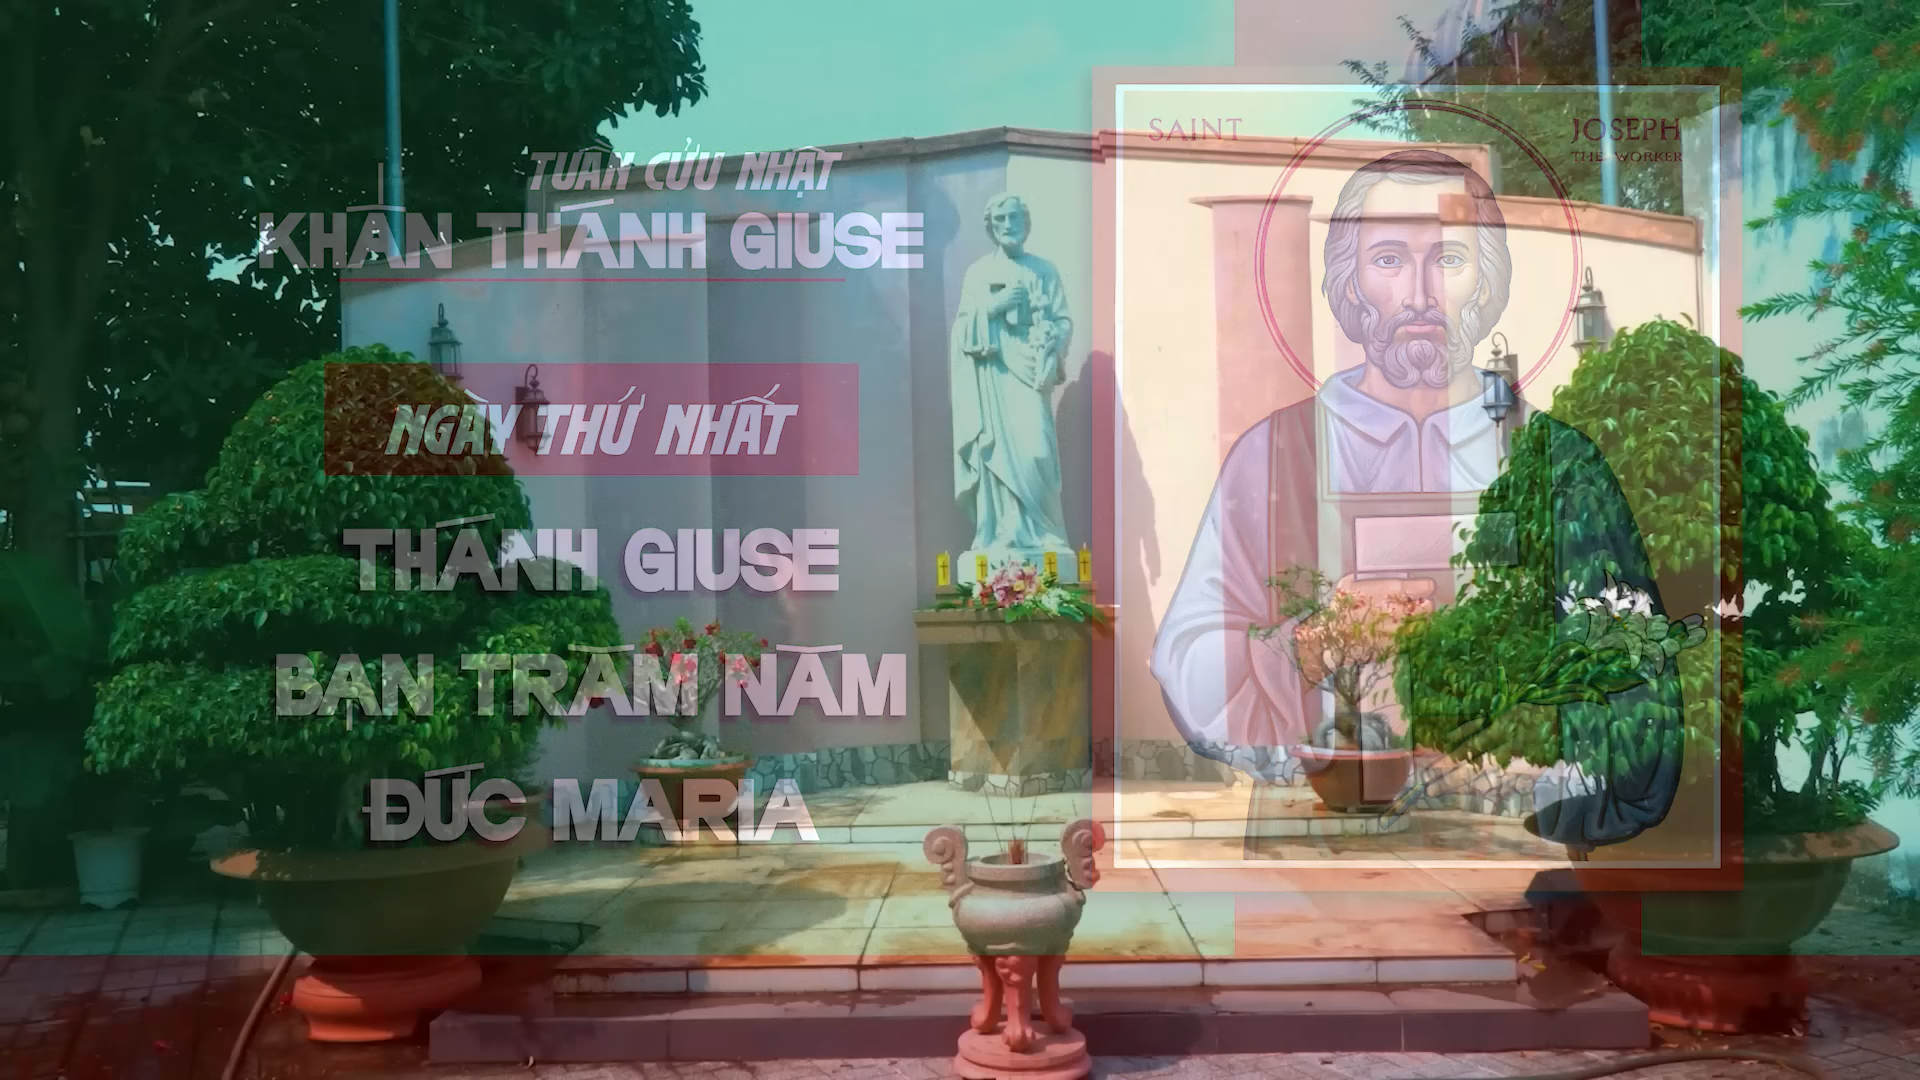 TUẦN CỬU NHẬT
KHẤN THÁNH GIUSE
NGÀY THỨ NHẤT
THÁNH GIUSE
BẠN TRĂM NĂM
ĐỨC MARIA
SAINT
JOSEPH
THE WORKER